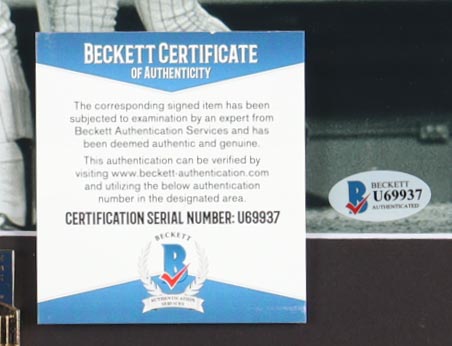 BECKETT CERTIFICATE
OF AUTHENTICITY
The corresponding signed item has been
subjected to examination by an expert from
Beckett Authentication Services and has
been deemed authentic and genuine.
This authentication can be verified by
visiting www.beckett-authentication.com
and utilizing the below authentication
number in the designated area.
CERTIFICATION SERIAL NUMBER: U69937
BECKETT
B
AUTHENTICATION
SERVICES
BECKETT
B
U69937
AUTHENTICATED